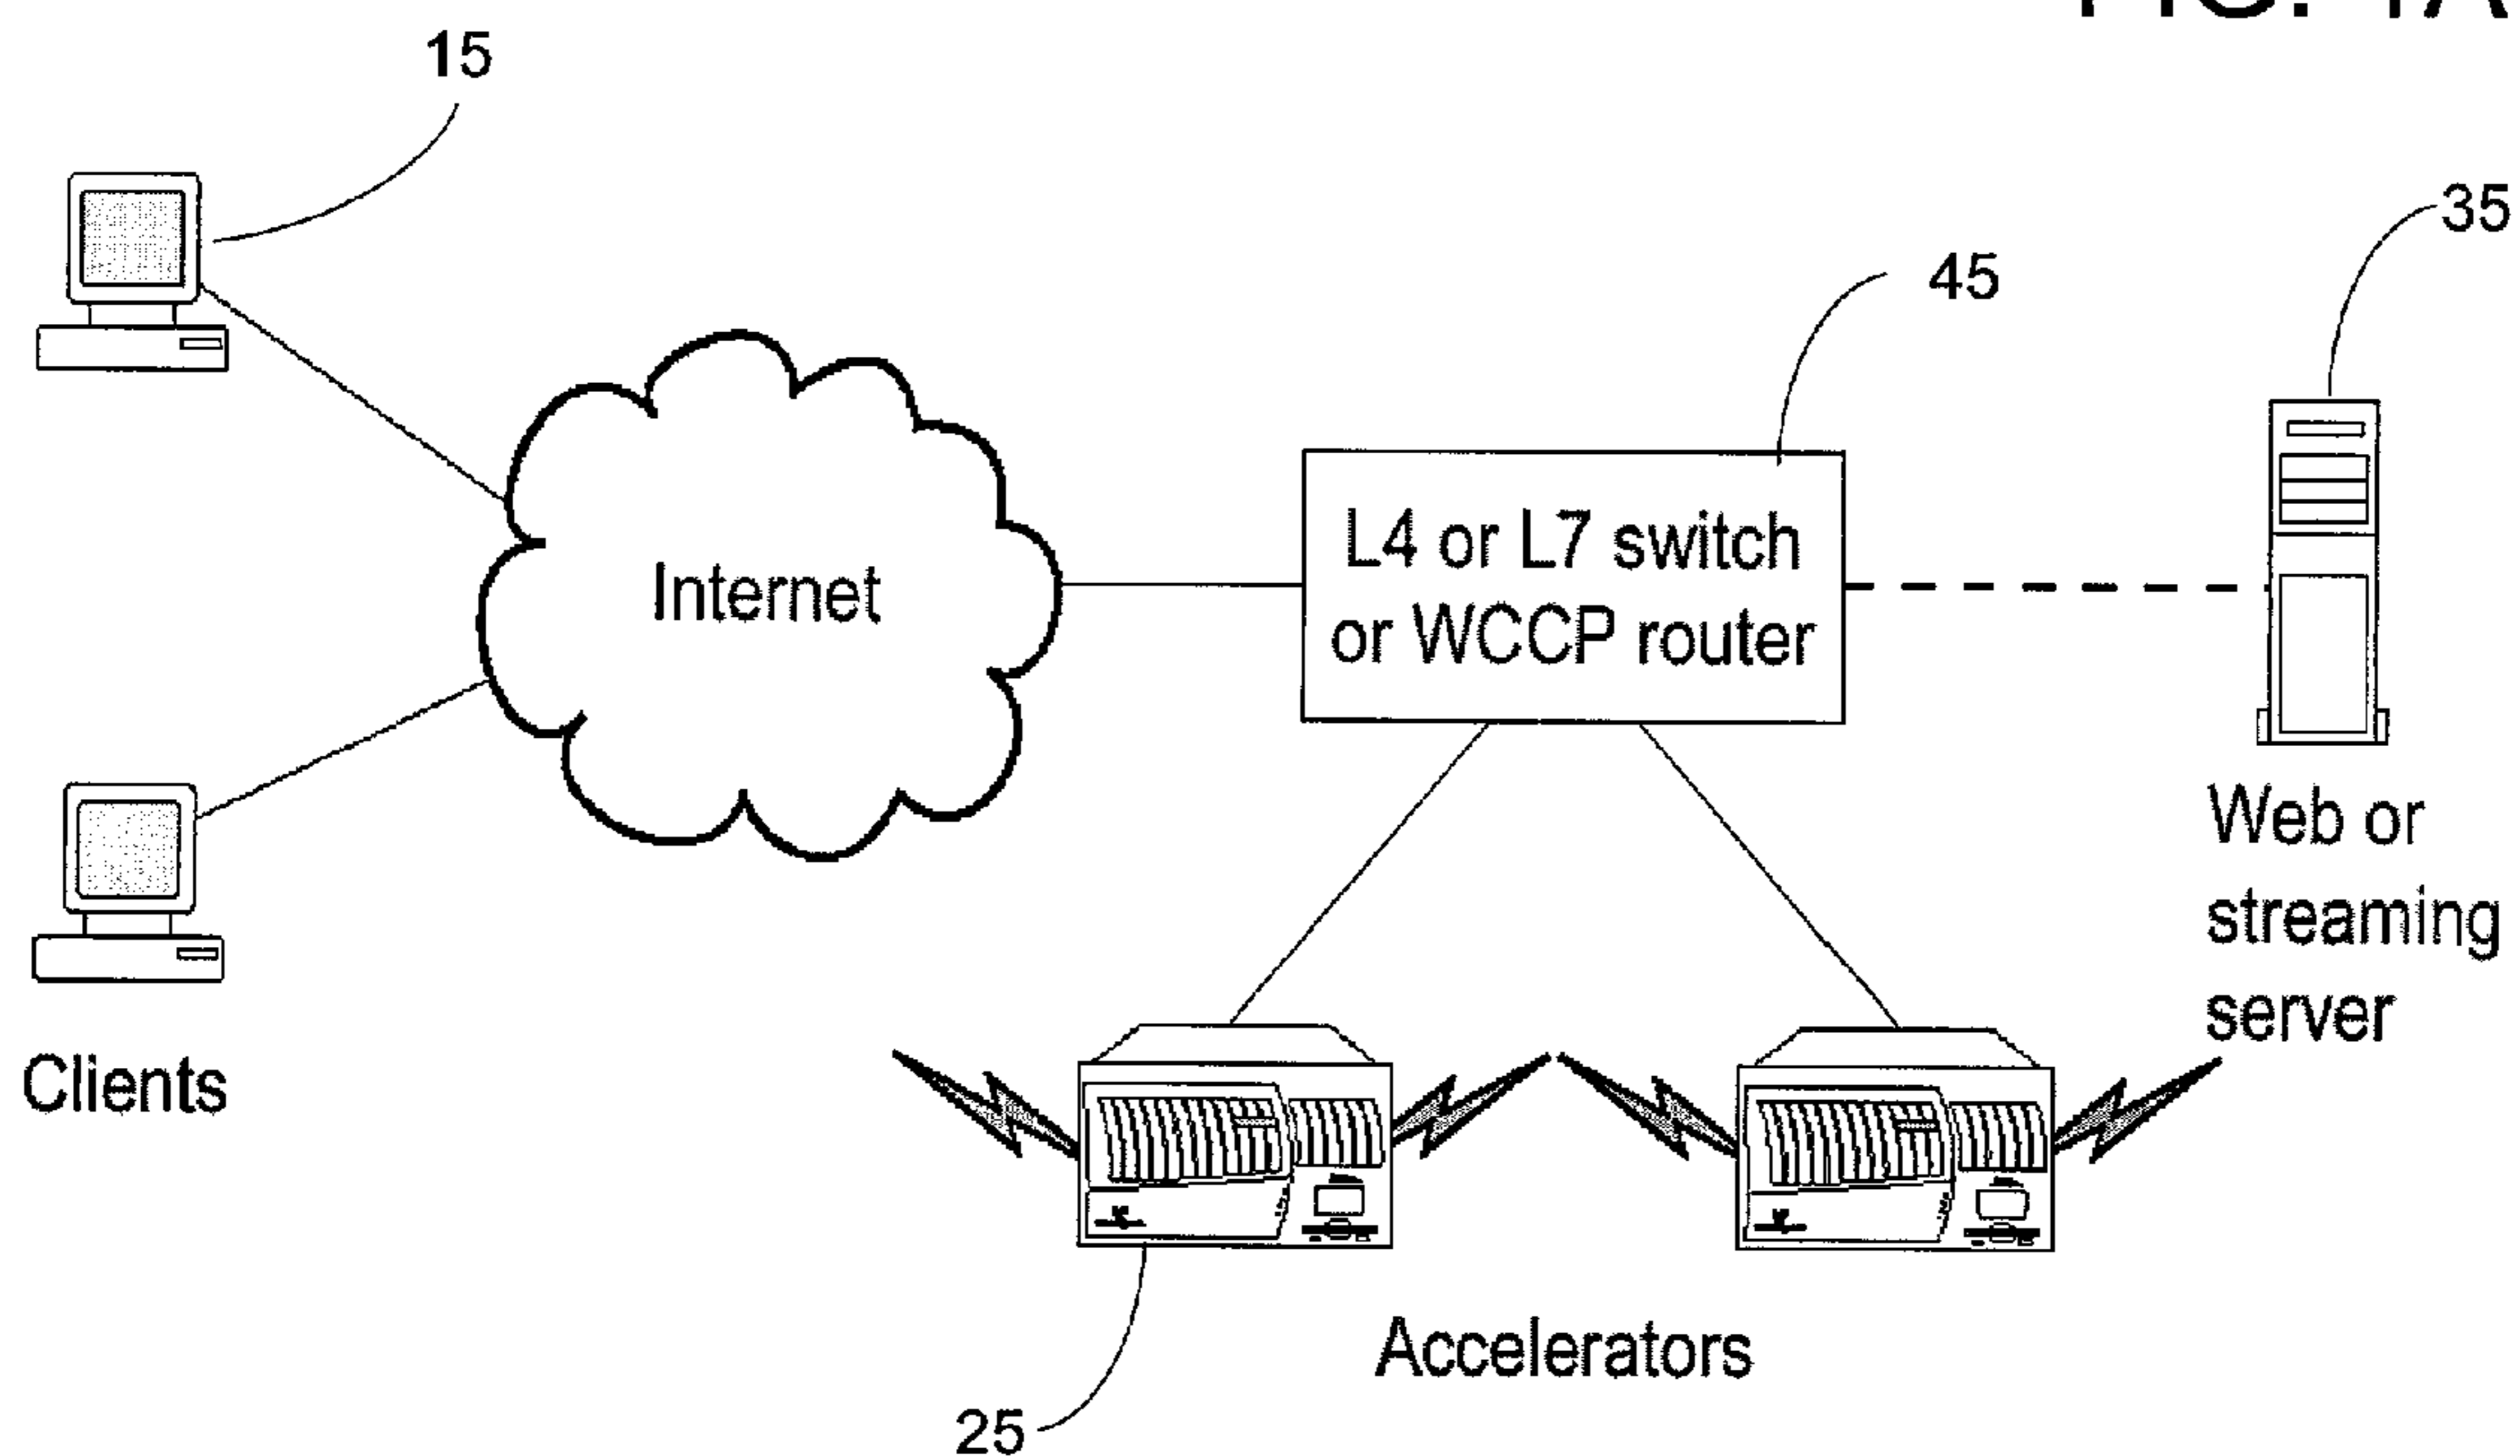 15
35
45
L4 or L7 switch
or WCCP router
Internet
Web or
streaming
server
Clients
Accelerators
25